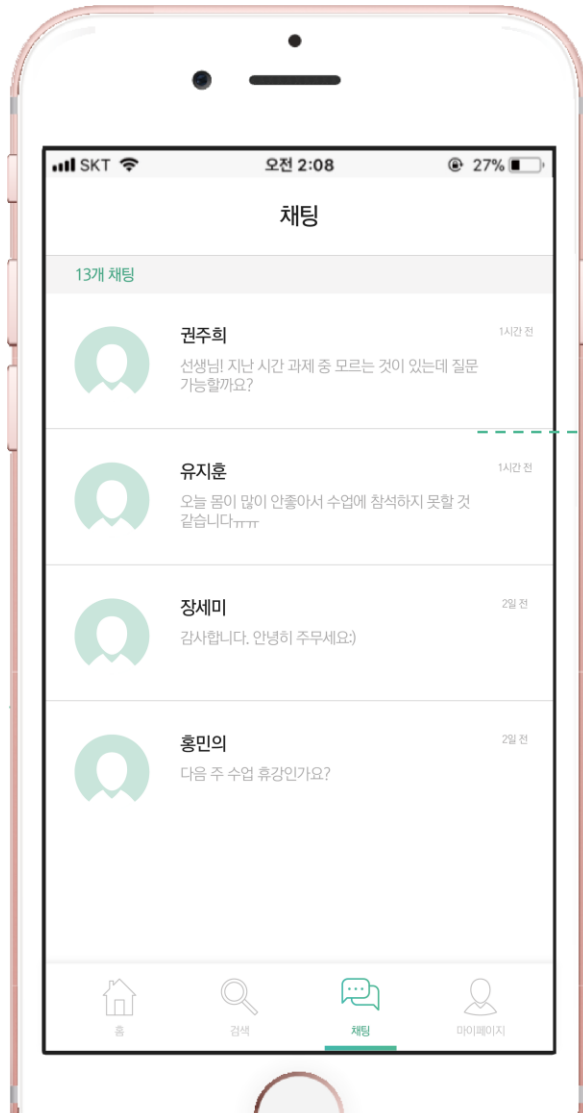 SKT 오전 2:08 27%
채팅
13개 채팅
권주희 1시간 전
선생님! 지난 시간 과제 중 모르는 것이 있는데 질문
가능할까요?
유지훈 1시간 전
오늘 몸이 많이 안좋아서 수업에 참석하지 못할 것
같습니다ㅠㅠ
장세미 2일 전
감사합니다. 안녕히 주무세요:)
홍민의 2일 전
다음 주 수업 휴강인가요?
홈 검색 채팅 마이페이지